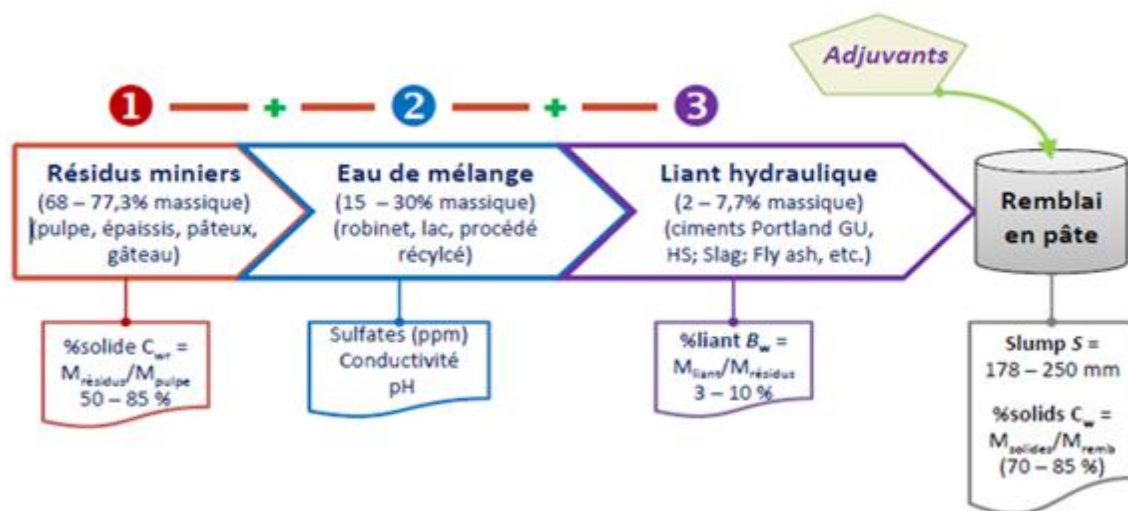 Adjuvants
1 + 2 + 3
Résidus miniers
(68 – 77,3% massique)
(pulpe, épaissis, pâteux,
gâteau)
Eau de mélange
(15 – 30% massique)
(robinet, lac, procédé
récylcé)
Liant hydraulique
(2 – 7,7% massique)
(ciments Portland GU,
HS; Slag; Fly ash, etc.)
Remblai
en pâte
%solide Cwr =
Mrésidus/Mpulpe
50 – 85 %
Sulfates (ppm)
Conductivité
pH
%liant Bw =
Mliant/Mrésidus
3 – 10 %
Slump S =
178 – 250 mm
%solids Cw =
Msolides/Mremb
(70 – 85 %)